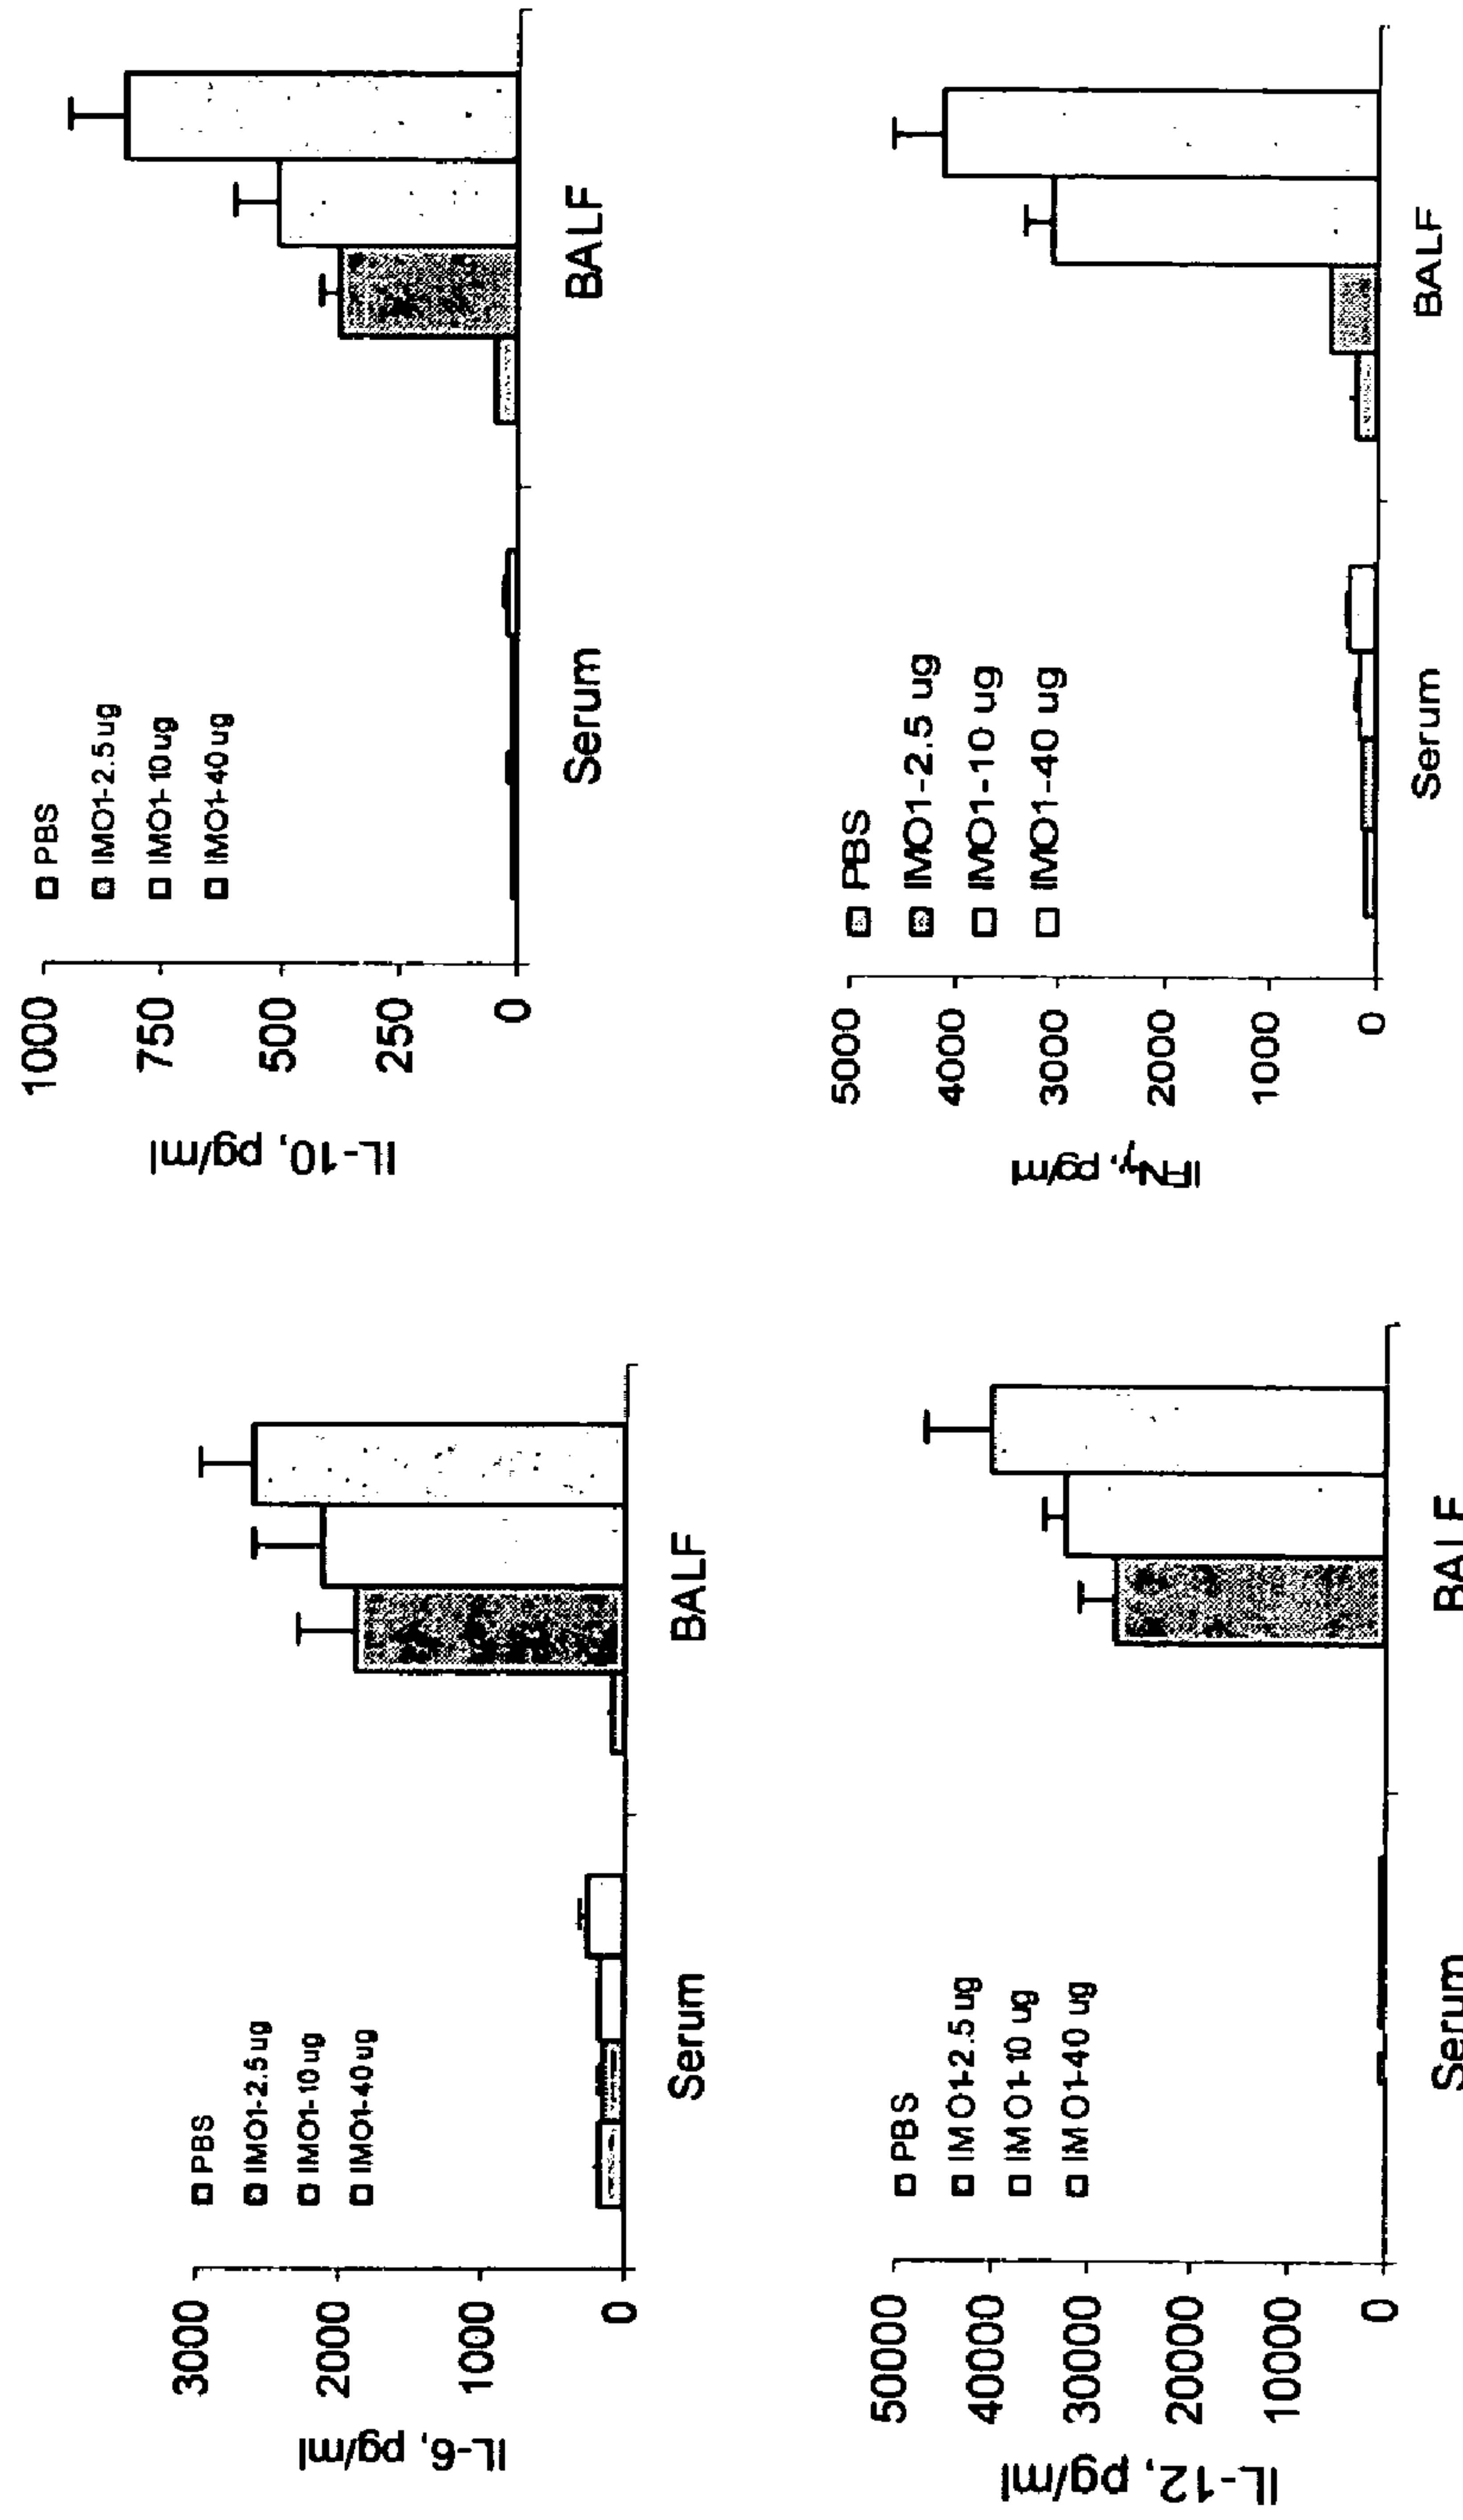 IL-6, pg/ml
3000
2000
1000
0
PBS
IMO1-2.5 ug
IMO1-10 ug
IMO1-40 ug
Serum
BALF
IL-10, pg/ml
1000
750
500
250
0
PBS
IMO1-2.5 ug
IMO1-10 ug
IMO1-40 ug
Serum
BALF
IL-12, pg/ml
50000
40000
30000
20000
10000
0
PBS
IMO1-2.5 ug
IMO1-10 ug
IMO1-40 ug
Serum
BALF
pg/m
5000
4000
3000
2000
1000
0
PBS
IMO1-2.5 ug
IMO1-10 ug
IMO1-40 ug
Serum
BALF